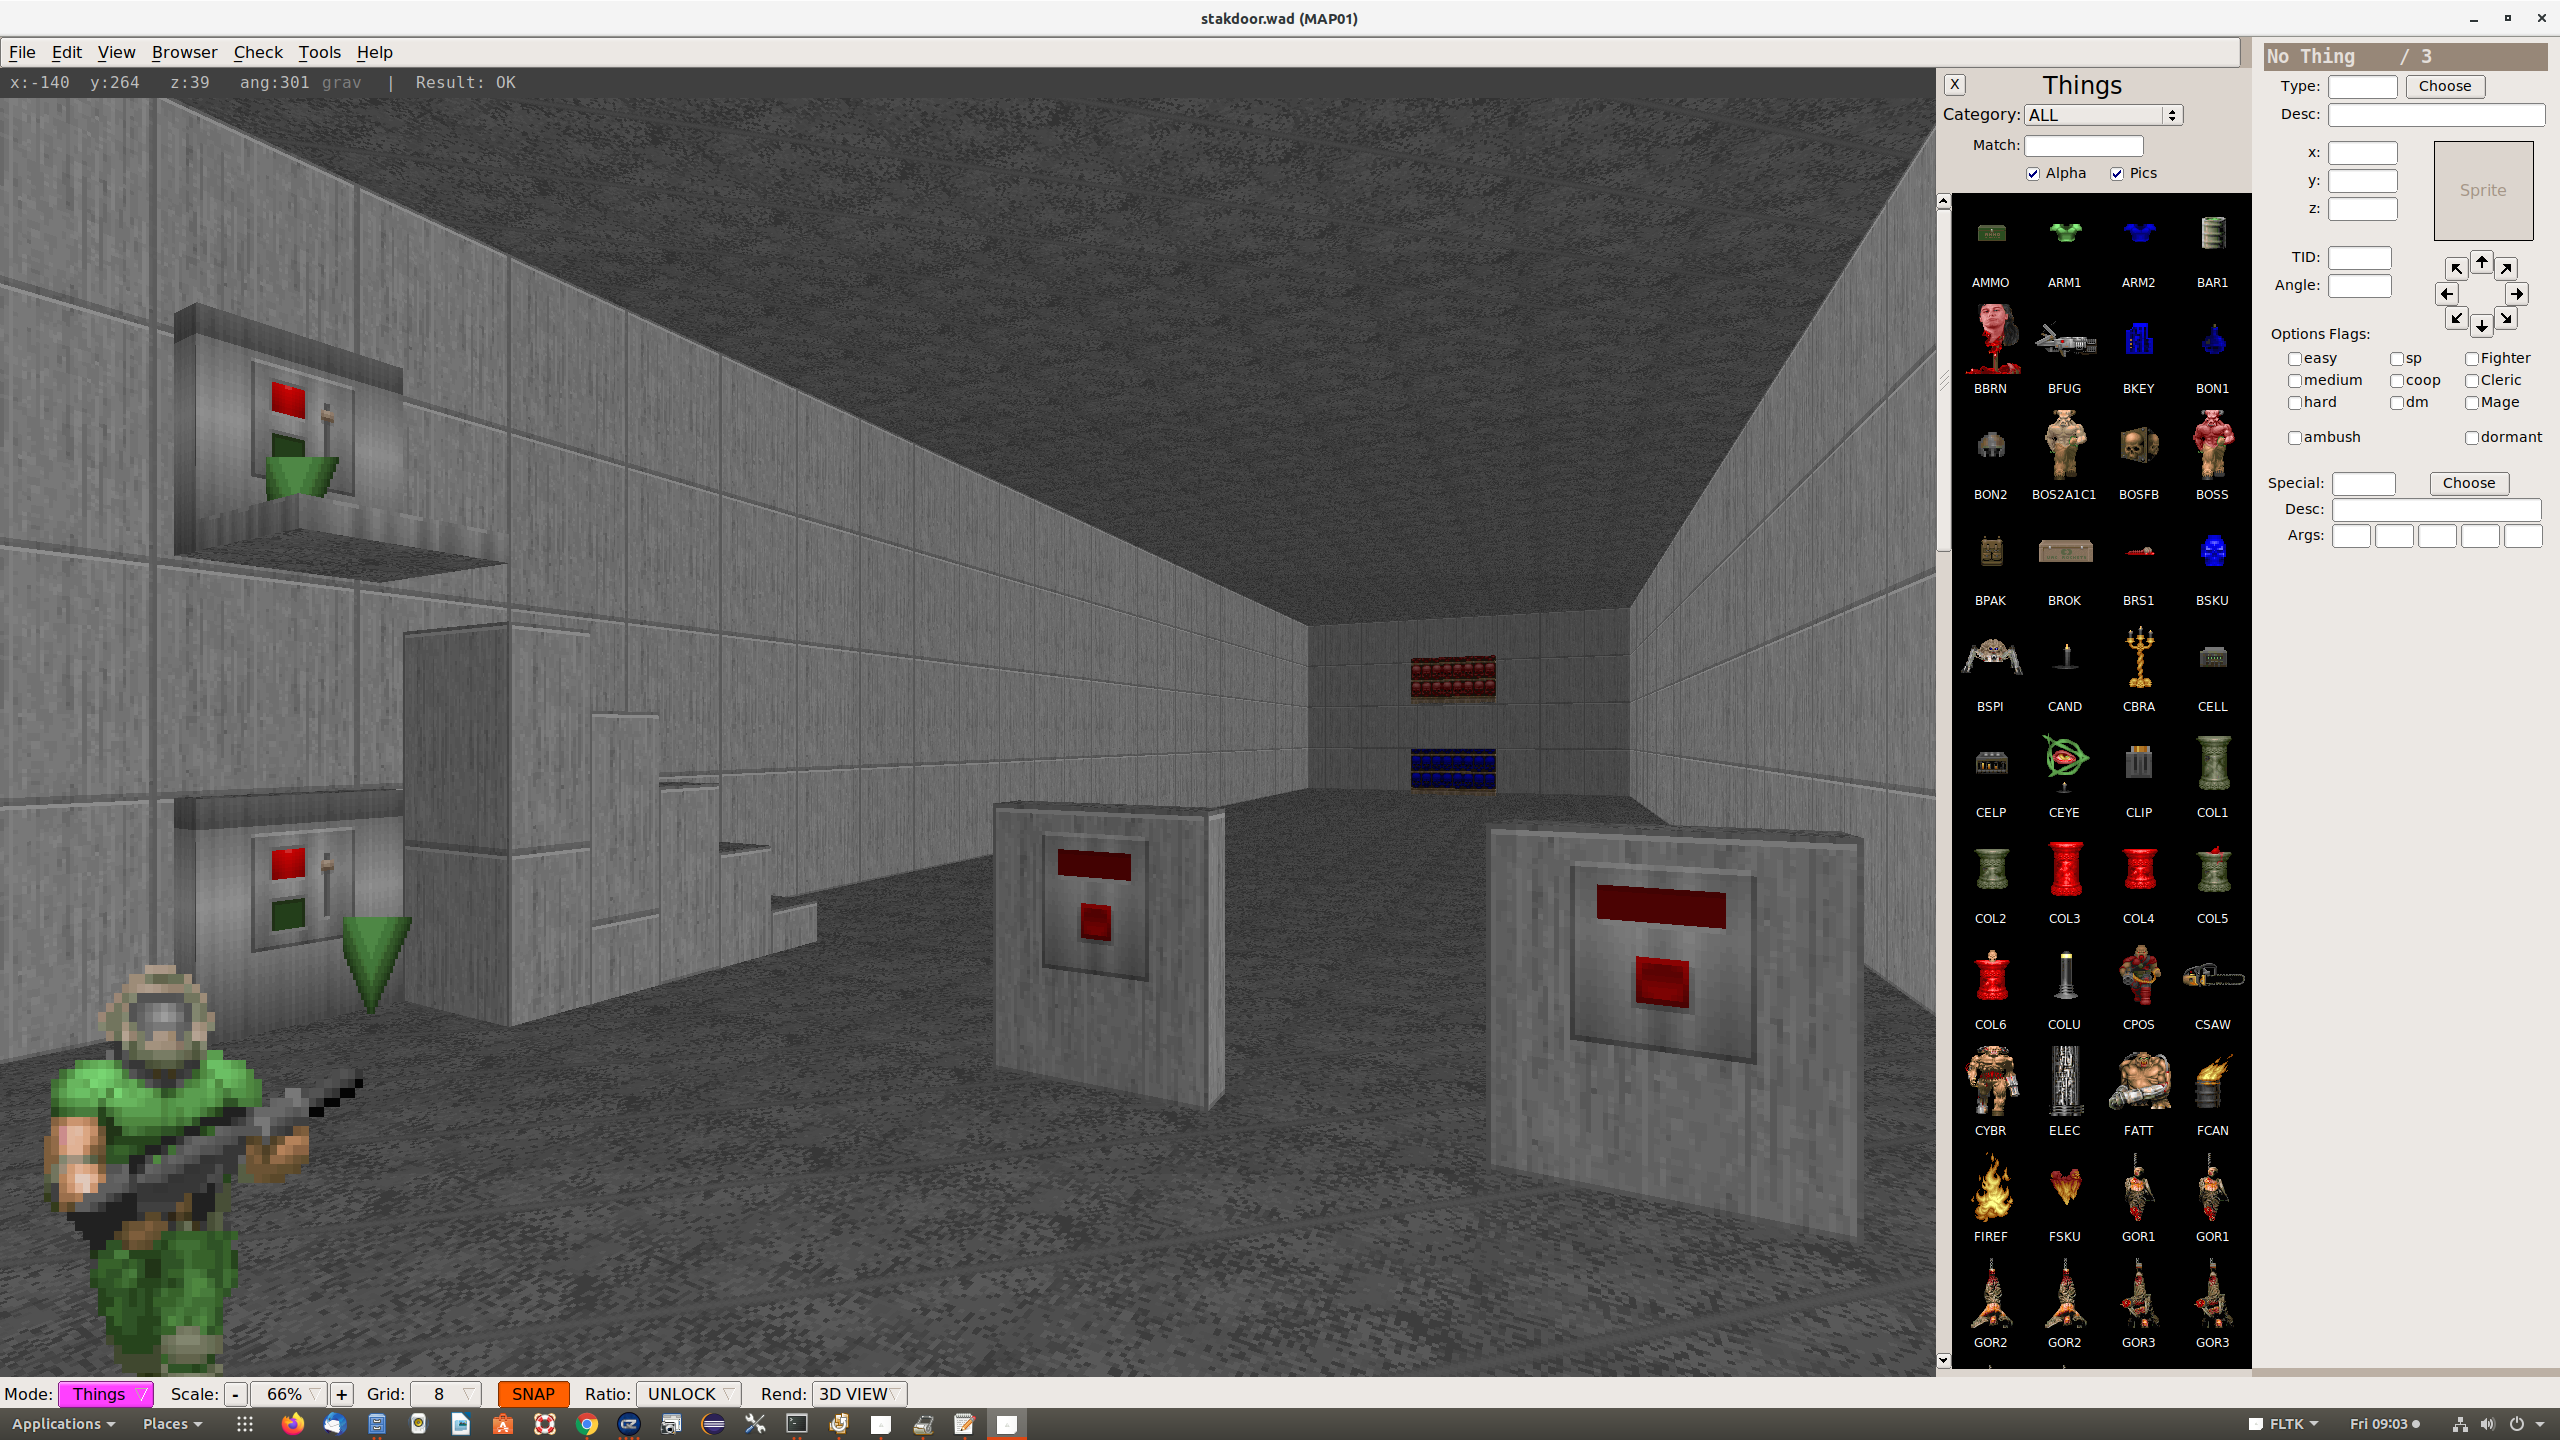 stakdoor.wad (MAP01)
File Edit View Browser Check Tools Help
x:-140 y:264 z:39 ang:301 grav | Result: OK
X Things
Category: ALL
Match:
Alpha Pics
AMMO ARM1 ARM2 BAR1
BBRN BFUG BKEY BON1
BON2 BOS2A1C1 BOSFB BOSS
BPAK BROK BRS1 BSKU
BSPI CAND CBRA CELL
CELP CEYE CLIP COL1
COL2 COL3 COL4 COL5
COL6 COLU CPOS CSAW
CYBR ELEC FATT FCAN
FIREF FSKU GOR1 GOR1
GOR2 GOR2 GOR3 GOR3
No Thing / 3
Type: Choose
Desc:
x:
y:
z:
Sprite
TID:
Angle:
Options Flags:
easy sp Fighter
medium coop Cleric
hard dm Mage
ambush dormant
Special: Choose
Desc:
Args:
Mode: Things Scale: - 66% + Grid: 8 SNAP Ratio: UNLOCK Rend: 3D VIEW
Applications Places FLTK Fri 09:03